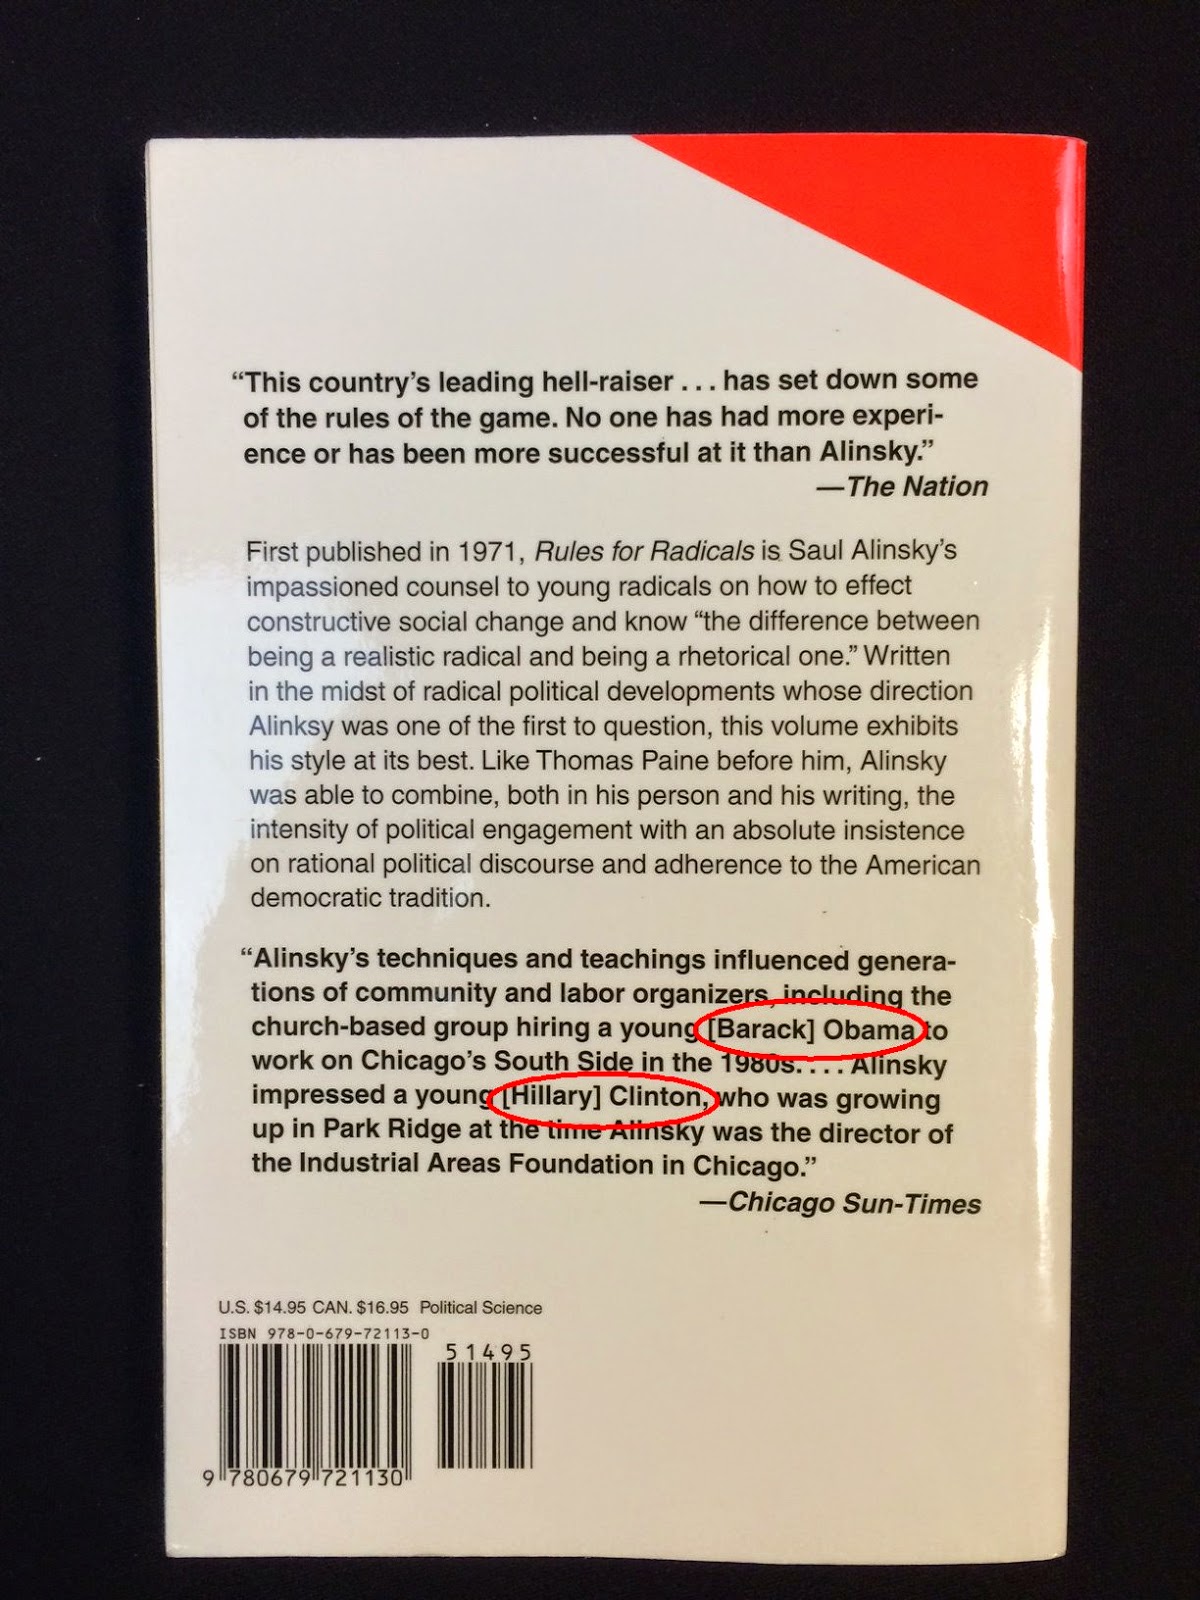 “This country’s leading hell-raiser . . . has set down some
of the rules of the game. No one has had more experi-
ence or has been more successful at it than Alinsky.”
—The Nation
First published in 1971, Rules for Radicals is Saul Alinsky’s
impassioned counsel to young radicals on how to effect
constructive social change and know “the difference between
being a realistic radical and being a rhetorical one.” Written
in the midst of radical political developments whose direction
Alinksy was one of the first to question, this volume exhibits
his style at its best. Like Thomas Paine before him, Alinsky
was able to combine, both in his person and his writing, the
intensity of political engagement with an absolute insistence
on rational political discourse and adherence to the American
democratic tradition.
“Alinsky’s techniques and teachings influenced genera-
tions of community and labor organizers, including the
church-based group hiring a young [Barack] Obama to
work on Chicago’s South Side in the 1980s. . . . Alinsky
impressed a young [Hillary] Clinton, who was growing
up in Park Ridge at the time Alinsky was the director of
the Industrial Areas Foundation in Chicago.”
—Chicago Sun-Times
U.S. $14.95 CAN. $16.95 Political Science
ISBN 978-0-679-72113-0
51495
9 780679 721130